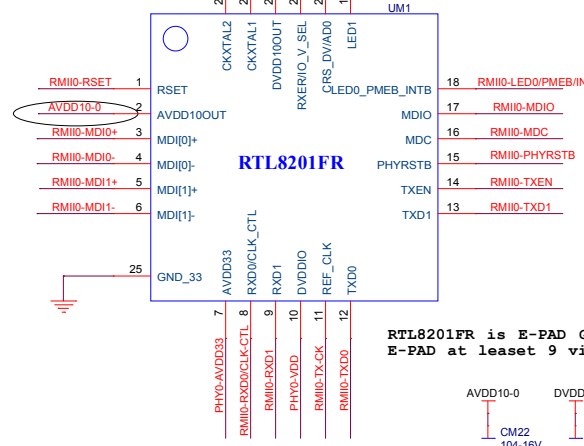 UM1
CKXTAL2
CKXTAL1
DVDD10OUT
RXER/IO_V_SEL
CRS_DV/AD0
LED1
RMII0-RSET 1 RSET
AVDD10-0 2 AVDD10OUT
RMII0-MDI0+ 3 MDI[0]+
RMII0-MDI0- 4 MDI[0]-
RMII0-MDI1+ 5 MDI[1]+
RMII0-MDI1- 6 MDI[1]-
25 GND_33
RTL8201FR
LED0_PMEB_INTB 18 RMII0-LED0/PMEB/IN
MDIO 17 RMII0-MDIO
MDC 16 RMII0-MDC
PHYRSTB 15 RMII0-PHYRSTB
TXEN 14 RMII0-TXEN
TXD1 13 RMII0-TXD1
AVDD33 7 PHY0-AVDD33
RXD0/CLK_CTL 8 RMII0-RXD0/CLK-CTL
RXD1 9 RMII0-RXD1
DVDDIO 10 PHY0-VDD
REF_CLK 11 RMII0-TX-CK
TXD0 12 RMII0-TXD0
RTL8201FR is E-PAD G
E-PAD at leaset 9 vi
AVDD10-0
DVDD
CM22
104-16V